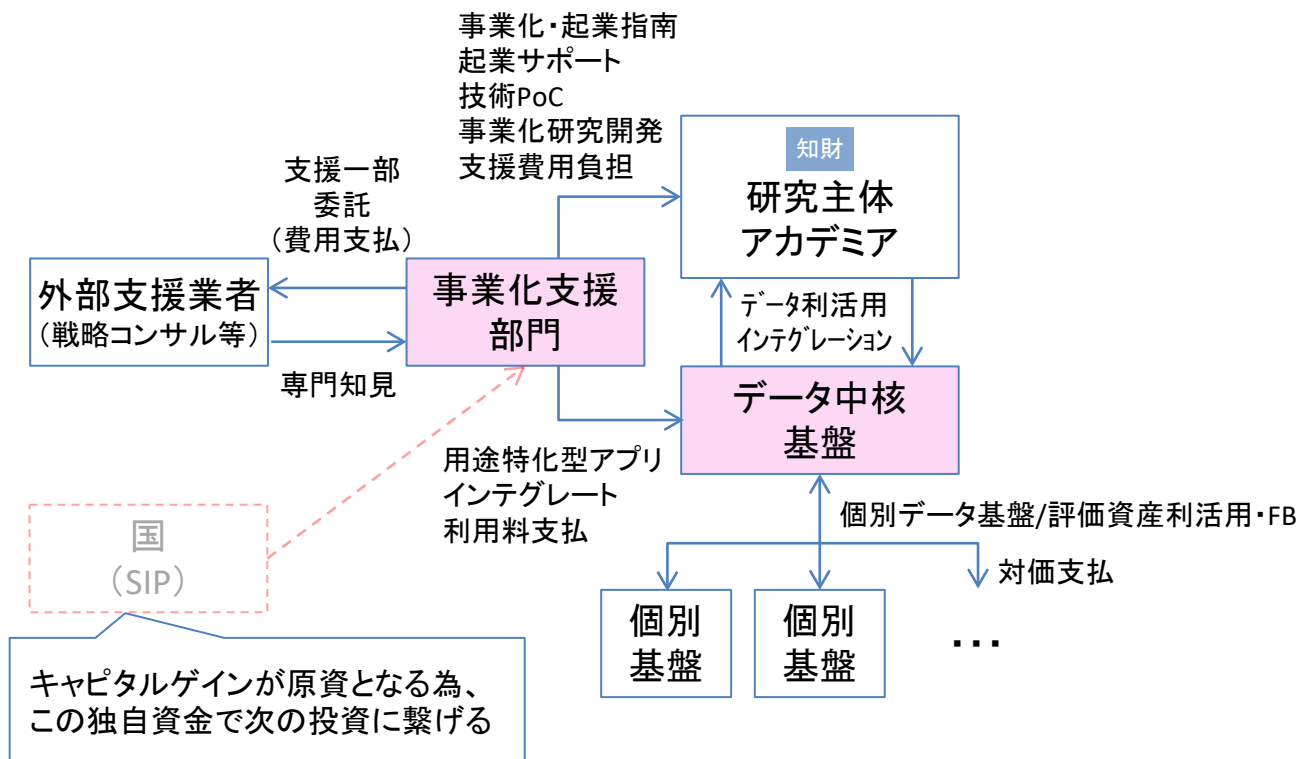 事業化・起業指南
起業サポート
技術PoC
事業化研究開発
支援費用負担
知財
研究主体
アカデミア
支援一部
委託
（費用支払）
外部支援業者
（戦略コンサル等）
事業化支援
部門
専門知見
データ利活用
インテグレーション
データ中核
基盤
用途特化型アプリ
インテグレート
利用料支払
個別データ基盤/評価資産利活用・FB
対価支払
国
（SIP）
個別
基盤
個別
基盤
・・・
キャピタルゲインが原資となる為、
この独自資金で次の投資に繋げる